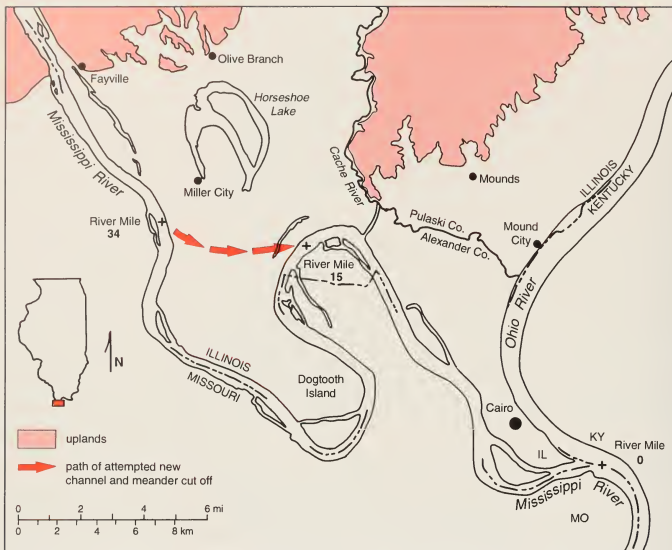 Olive Branch
Fayville
Horseshoe
Lake
Mississippi River
Miller City
Cache River
Mounds
ILLINOIS
KENTUCKY
River Mile
34
Pulaski Co.
Alexander Co.
Mound
City
River Mile
15
Ohio River
N
ILLINOIS
MISSOURI
Dogtooth
Island
Cairo
uplands
KY
River Mile
0
IL
path of attempted new
channel and meander cut off
Mississippi River
MO
0 2 4 6 mi
0 2 4 6 8 km